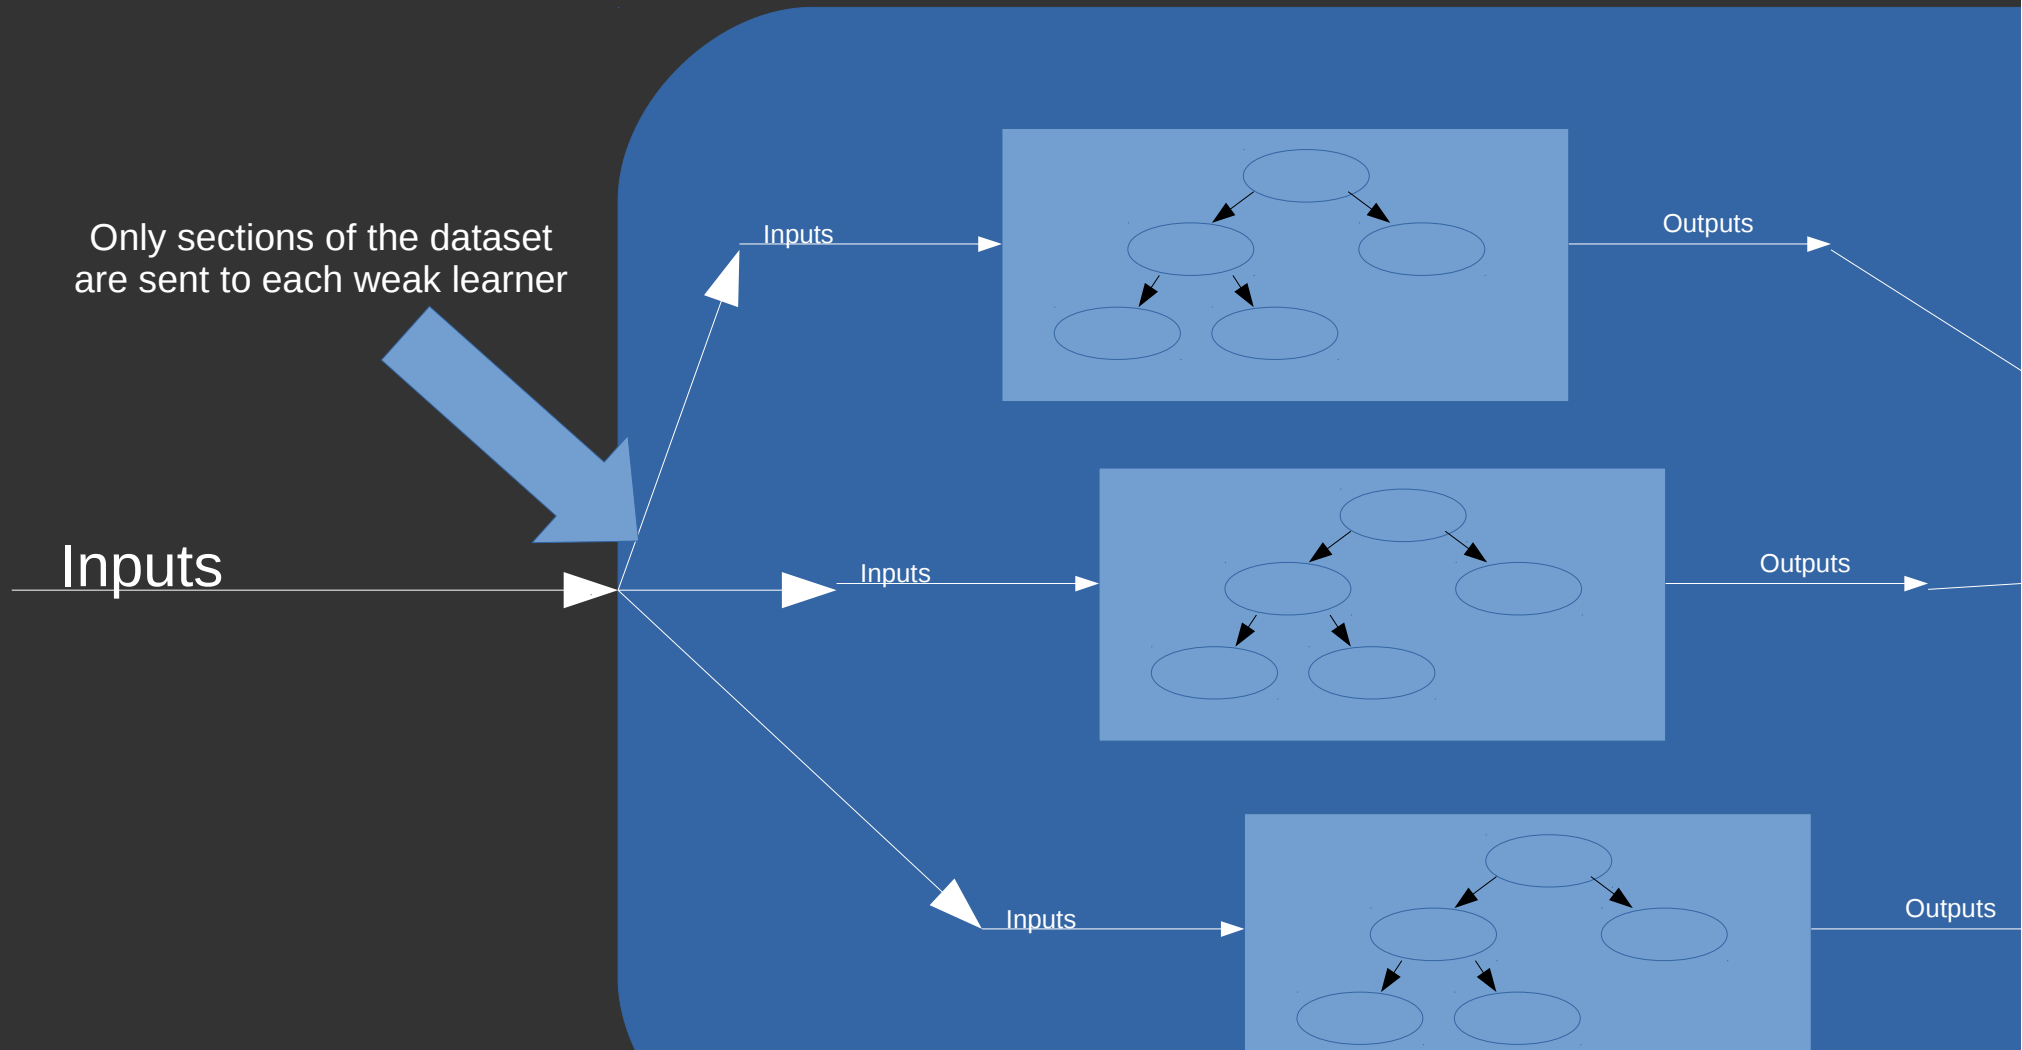 Only sections of the dataset
are sent to each weak learner
Inputs
Inputs
Outputs
Inputs
Outputs
Inputs
Outputs